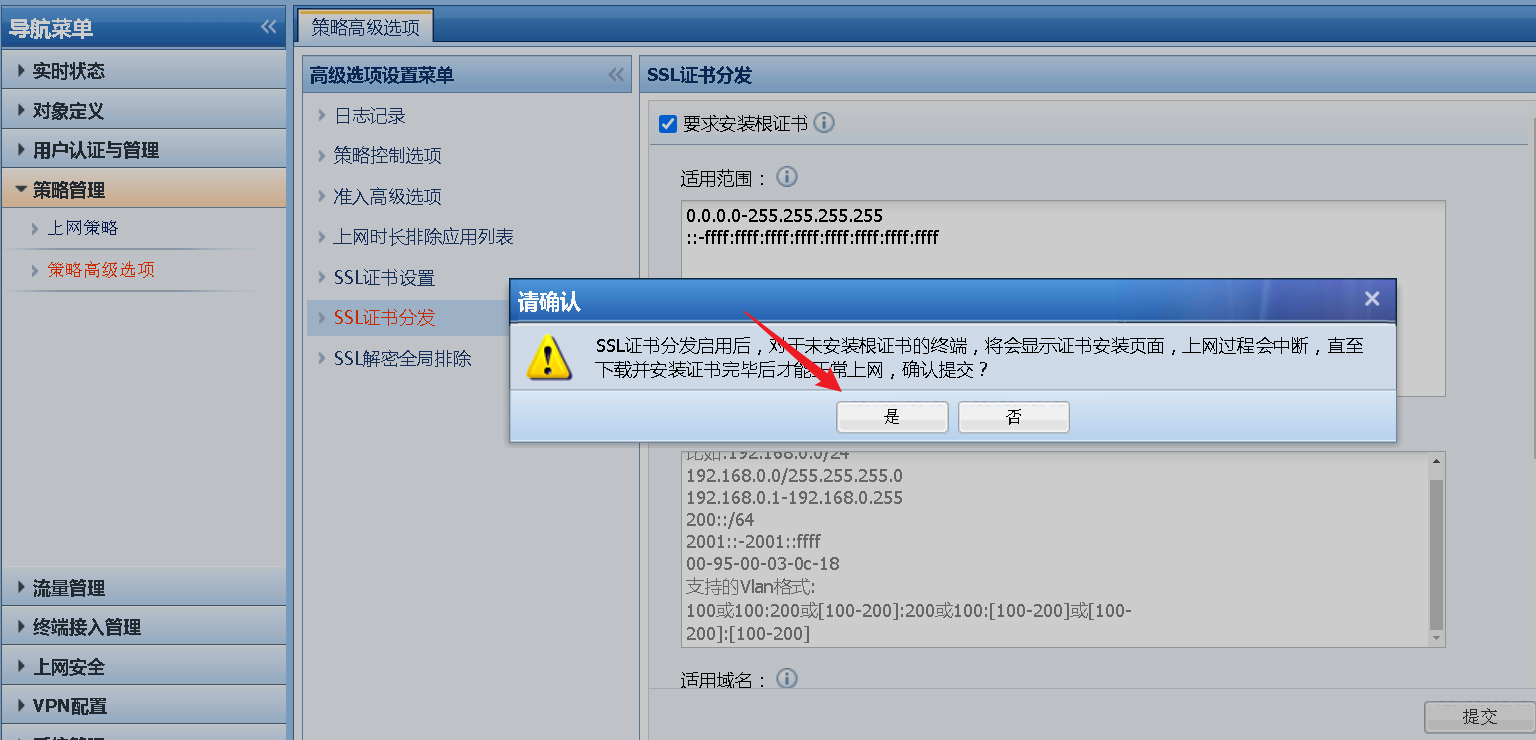 导航菜单
实时状态
对象定义
用户认证与管理
策略管理
上网策略
策略高级选项
流量管理
终端接入管理
上网安全
VPN配置
策略高级选项
高级选项设置菜单
日志记录
策略控制选项
准入高级选项
上网时长排除应用列表
SSL证书设置
SSL证书分发
SSL解密全局排除
SSL证书分发
要求安装根证书
适用范围：
0.0.0.0-255.255.255.255
::-ffff:ffff:ffff:ffff:ffff:ffff:ffff:ffff
请确认
SSL证书分发启用后，对于未安装根证书的终端，将会显示证书安装页面，上网过程会中断，直至
下载并安装证书完毕后才能正常上网，确认提交？
是
否
比如:192.168.0.0/24
192.168.0.0/255.255.255.0
192.168.0.1-192.168.0.255
200::/64
2001::-2001::ffff
00-95-00-03-0c-18
支持的Vlan格式:
100或100:200或[100-200]:200或100:[100-200]或[100-
200]:[100-200]
适用域名：
提交